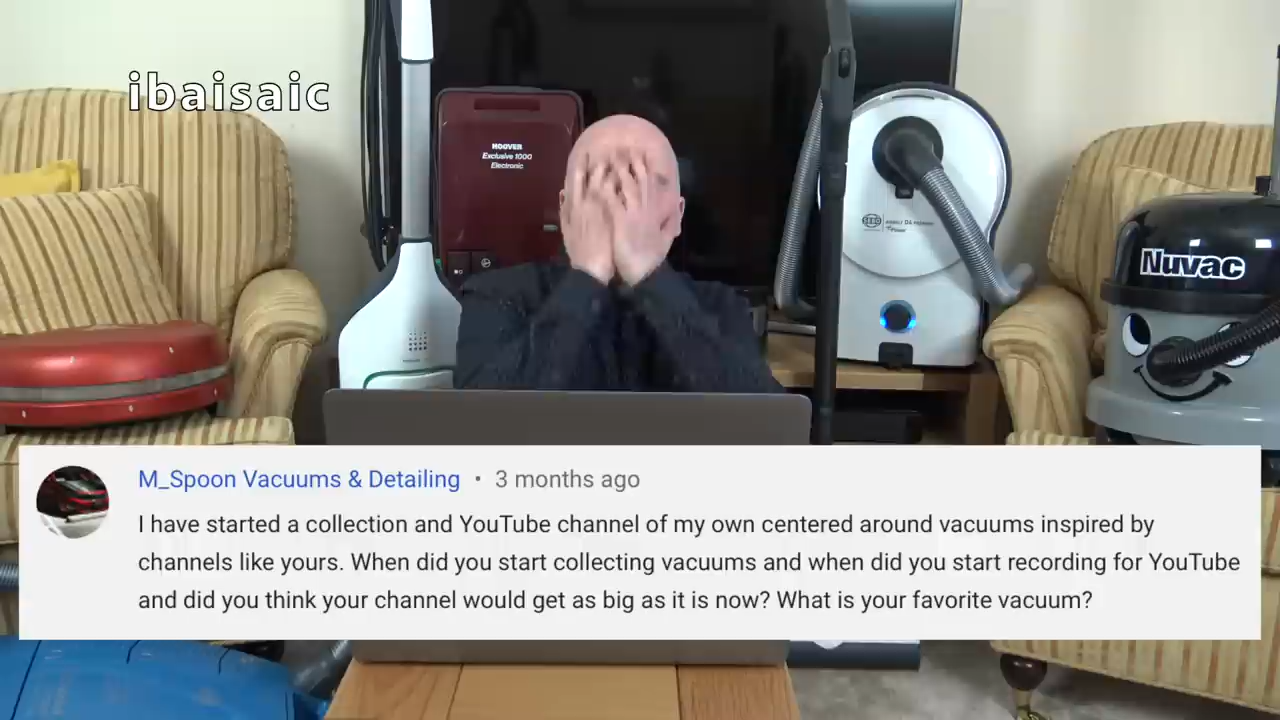 ibaisaic
HOOVER
Exclusive 1000
Electronic
SEBO
Nuvac
M_Spoon Vacuums & Detailing • 3 months ago
I have started a collection and YouTube channel of my own centered around vacuums inspired by
channels like yours. When did you start collecting vacuums and when did you start recording for YouTube
and did you think your channel would get as big as it is now? What is your favorite vacuum?